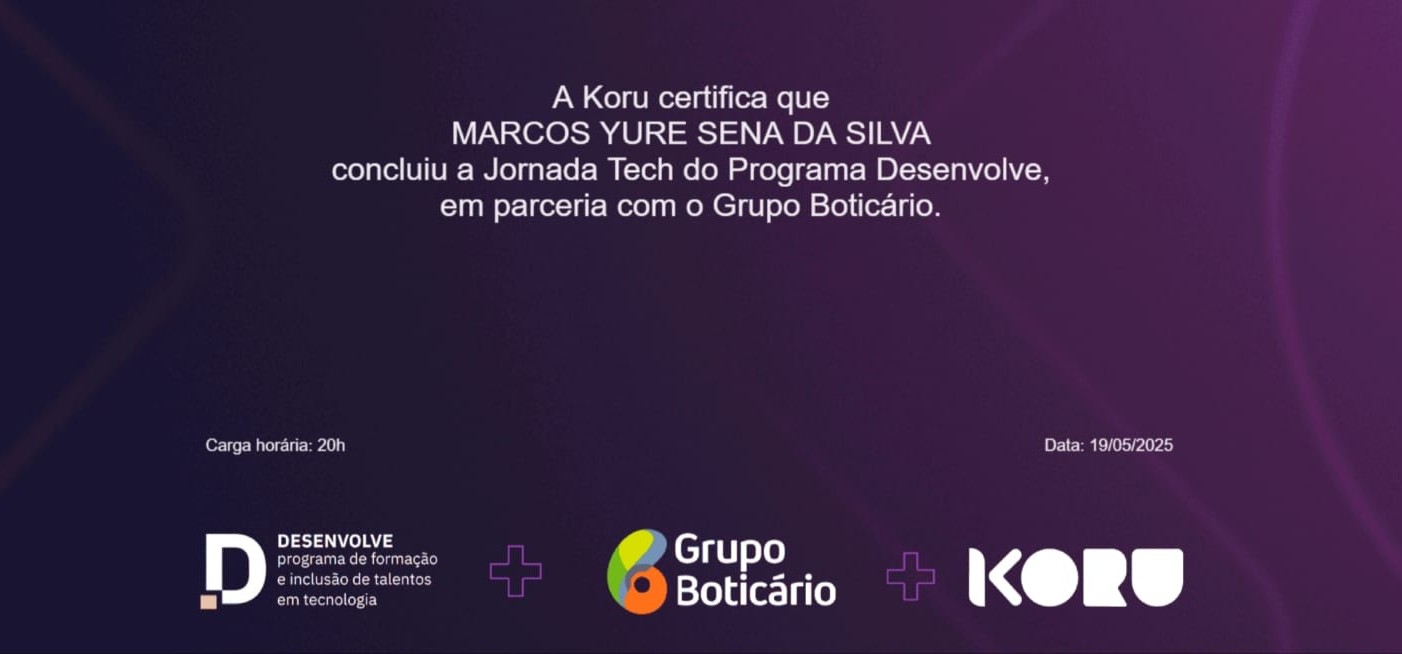 A Koru certifica que
MARCOS YURE SENA DA SILVA
concluiu a Jornada Tech do Programa Desenvolve,
em parceria com o Grupo Boticário.
Carga horária: 20h
Data: 19/05/2025
D
DESENVOLVE
programa de formação
e inclusão de talentos
em tecnologia
Grupo
Boticário
KORU